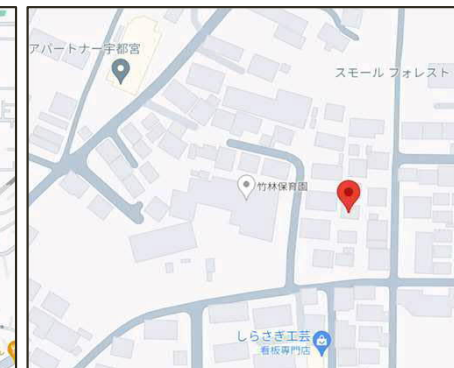 アパートナー宇都宮
スモール フォレスト
竹林保育園
しらさぎ工芸
看板専門店